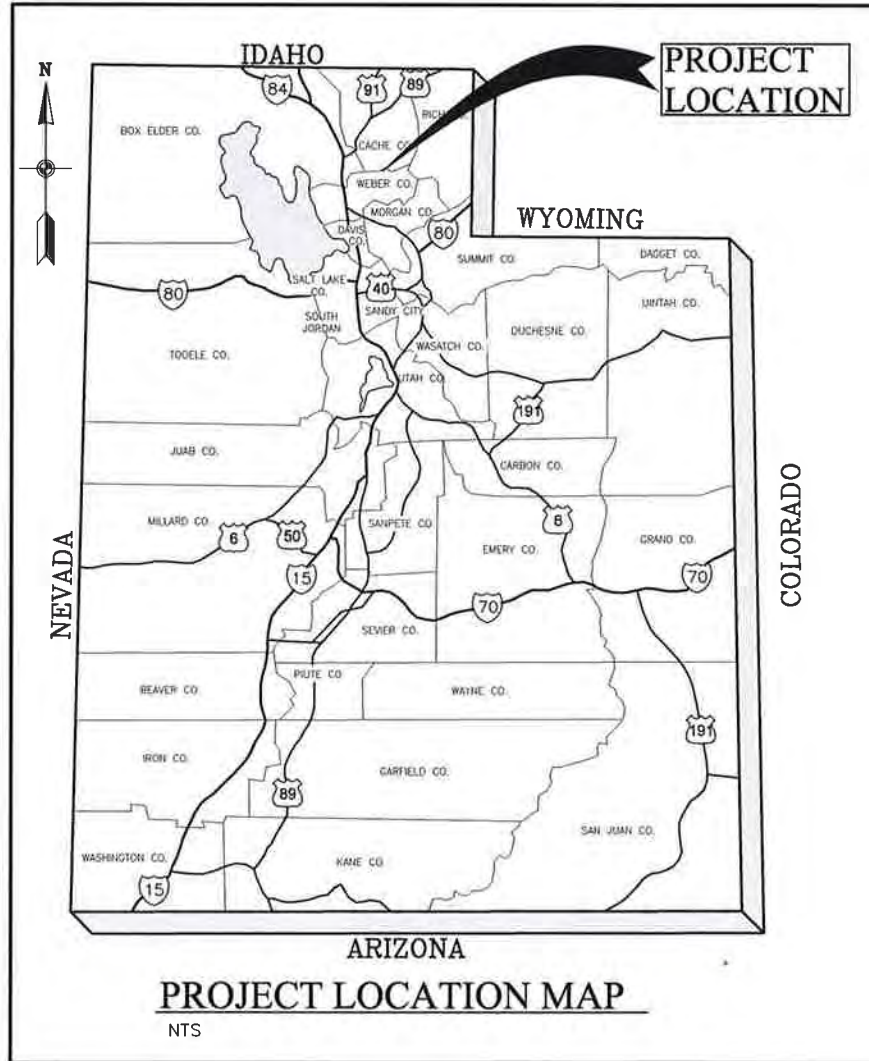 IDAHO
PROJECT
LOCATION
N
84
91
89
RICH
BOX ELDER CO.
CACHE CO.
WEBER CO.
MORGAN CO.
WYOMING
DAVIS
CO.
80
SUMMIT CO.
DAGGET CO.
SALT LAKE
CO.
40
80
UINTAH CO.
SOUTH
JORDAN
SANDY CITY
DUCHESNE CO.
WASATCH CO.
TOOELE CO.
UTAH CO.
191
JUAB CO.
CARBON CO.
MILLARD CO.
6
50
SANPETE CO.
6
EMERY CO.
GRAND CO.
NEVADA
COLORADO
15
70
70
SEVIER CO.
PIUTE CO.
BEAVER CO.
WAYNE CO.
191
IRON CO.
GARFIELD CO.
89
SAN JUAN CO.
WASHINGTON CO.
KANE CO.
15
ARIZONA
PROJECT LOCATION MAP
NTS